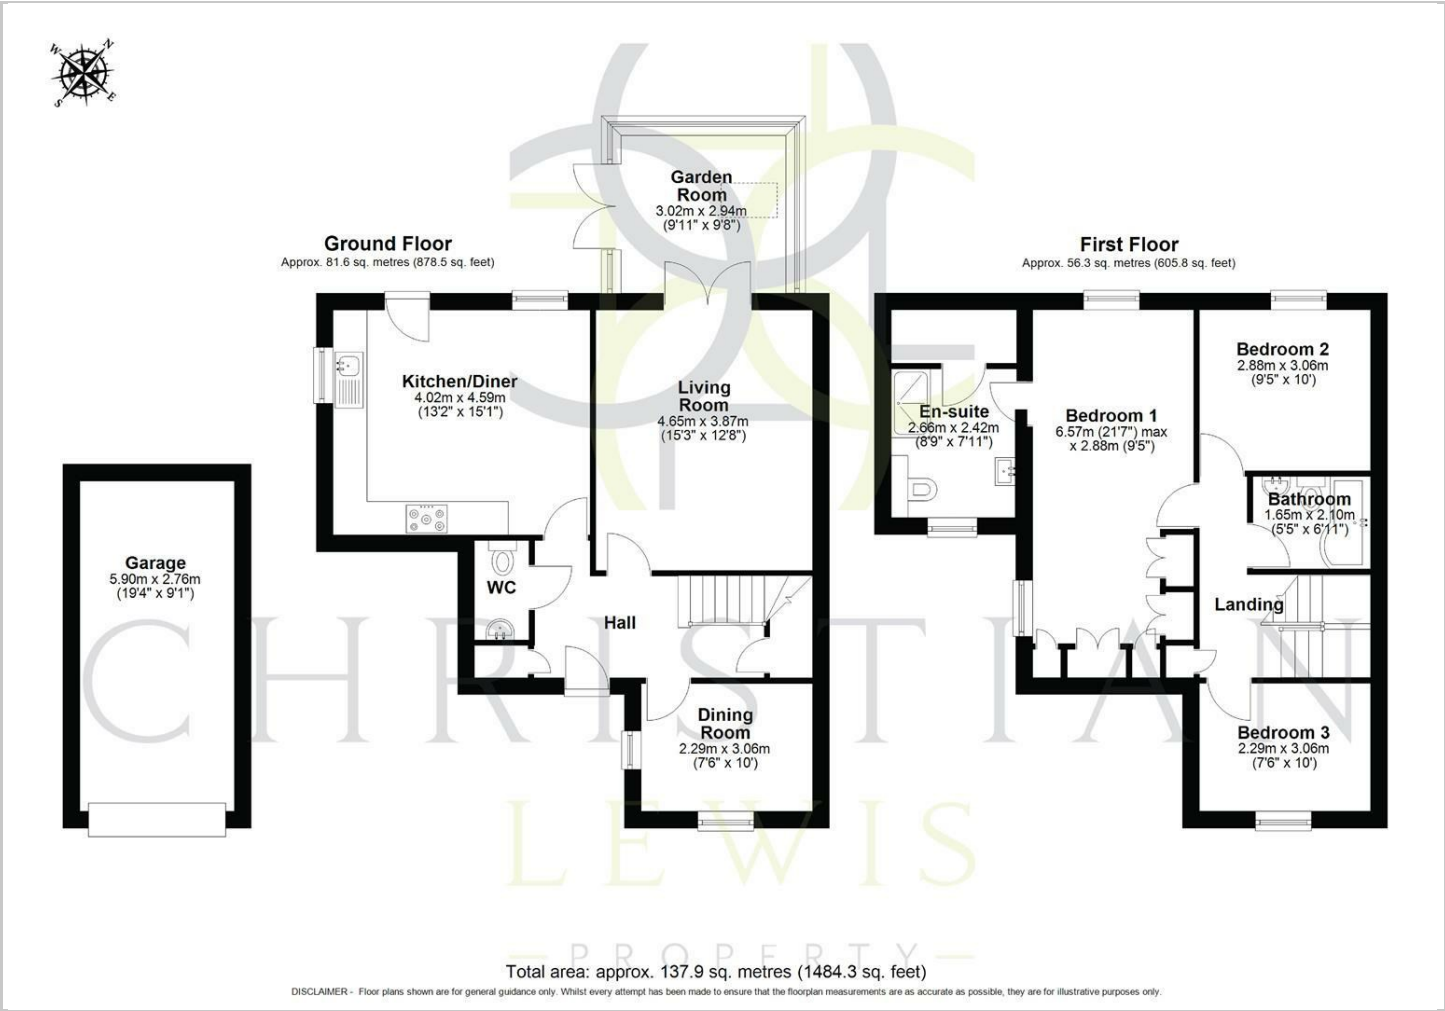 W
N
S
E
Ground Floor
Approx. 81.6 sq. metres (878.5 sq. feet)
Garden
Room
3.02m x 2.94m
(9'11" x 9'8")
Kitchen/Diner
4.02m x 4.59m
(13'2" x 15'1")
Living
Room
4.65m x 3.87m
(15'3" x 12'8")
WC
Hall
Dining
Room
2.29m x 3.06m
(7'6" x 10')
Garage
5.90m x 2.76m
(19'4" x 9'1")
First Floor
Approx. 56.3 sq. metres (605.8 sq. feet)
Bedroom 2
2.88m x 3.06m
(9'5" x 10')
En-suite
2.66m x 2.42m
(8'9" x 7'11")
Bedroom 1
6.57m (21'7") max
x 2.88m (9'5")
Bathroom
1.65m x 2.10m
(5'5" x 6'11")
Landing
Bedroom 3
2.29m x 3.06m
(7'6" x 10')
CHRISTIAN
LEWIS
PROPERTY
Total area: approx. 137.9 sq. metres (1484.3 sq. feet)
DISCLAIMER - Floor plans shown are for general guidance only. Whilst every attempt has been made to ensure that the floorplan measurements are as accurate as possible, they are for illustrative purposes only.